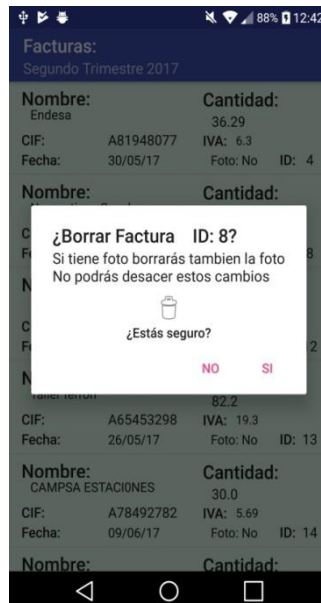 88% 12:42
Facturas:
Segundo Trimestre 2017
Nombre: Cantidad:
Endesa 36.29
CIF: A81948077 IVA: 6.3
Fecha: 30/05/17 Foto: No ID: 4
Nombre: Cantidad:
¿Borrar Factura ID: 8?
Si tiene foto borrarás tambien la foto
No podrás desacer estos cambios
¿Estás seguro?
NO SI
82.2
CIF: A65453298 IVA: 19.3
Fecha: 26/05/17 Foto: No ID: 13
Nombre: Cantidad:
CAMPSA ESTACI0NES 30.0
CIF: A78492782 IVA: 5.69
Fecha: 09/06/17 Foto: No ID: 14
Nombre: Cantidad: